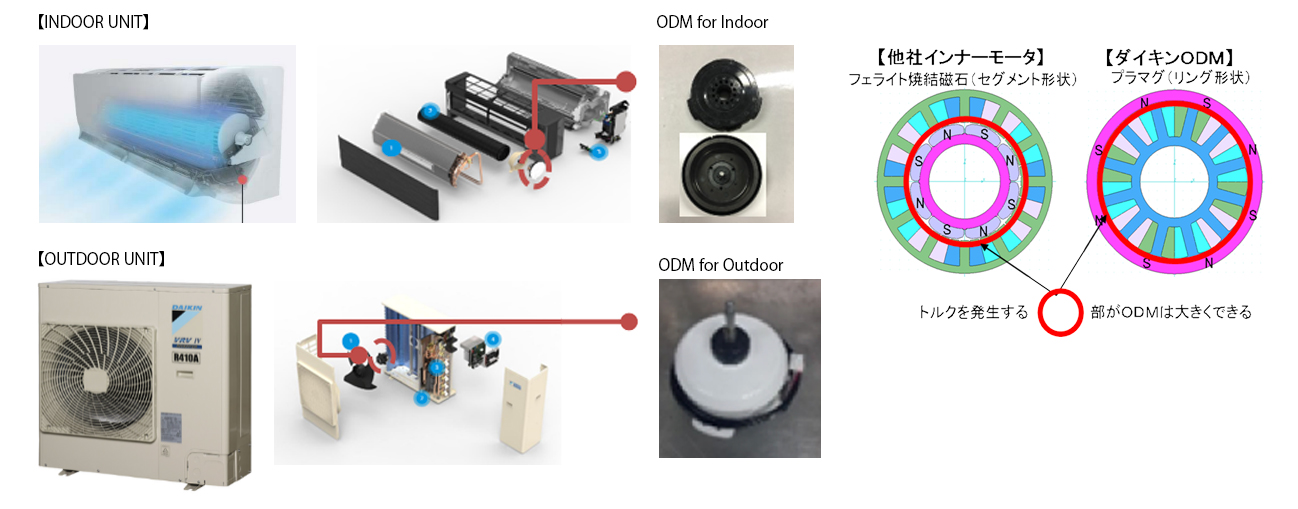 【INDOOR UNIT】
ODM for Indoor
【他社インナーモータ】
フェライト焼結磁石(セグメント形状)
【ダイキンODM】
プラマグ(リング形状)
N
S
N
S
N
S
N
S
N
S
N
S
N
S
N
S
トルクを発生する
部がODMは大きくできる
【OUTDOOR UNIT】
ODM for Outdoor
DAIKIN
VRV IV
R410A